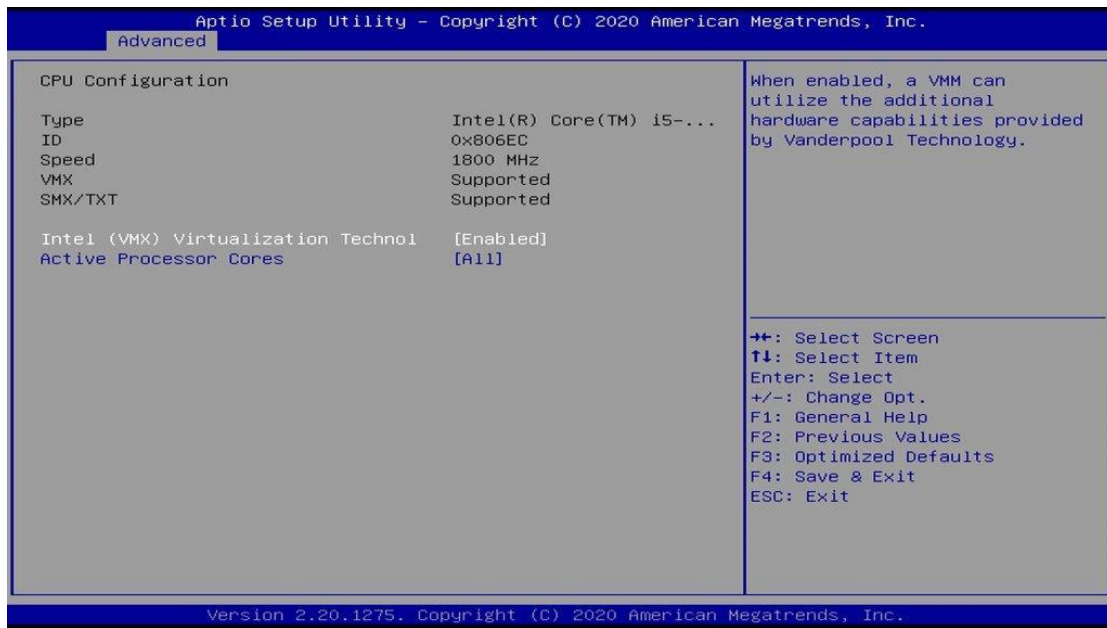 Aptio Setup Utility – Copyright (C) 2020 American Megatrends, Inc.
Advanced
CPU Configuration
Type Intel(R) Core(TM) i5-...
ID 0x806EC
Speed 1800 MHz
VMX Supported
SMX/TXT Supported
Intel (VMX) Virtualization Technol [Enabled]
Active Processor Cores [All]
When enabled, a VMM can
utilize the additional
hardware capabilities provided
by Vanderpool Technology.
→←: Select Screen
↑↓: Select Item
Enter: Select
+/-: Change Opt.
F1: General Help
F2: Previous Values
F3: Optimized Defaults
F4: Save & Exit
ESC: Exit
Version 2.20.1275. Copyright (C) 2020 American Megatrends, Inc.